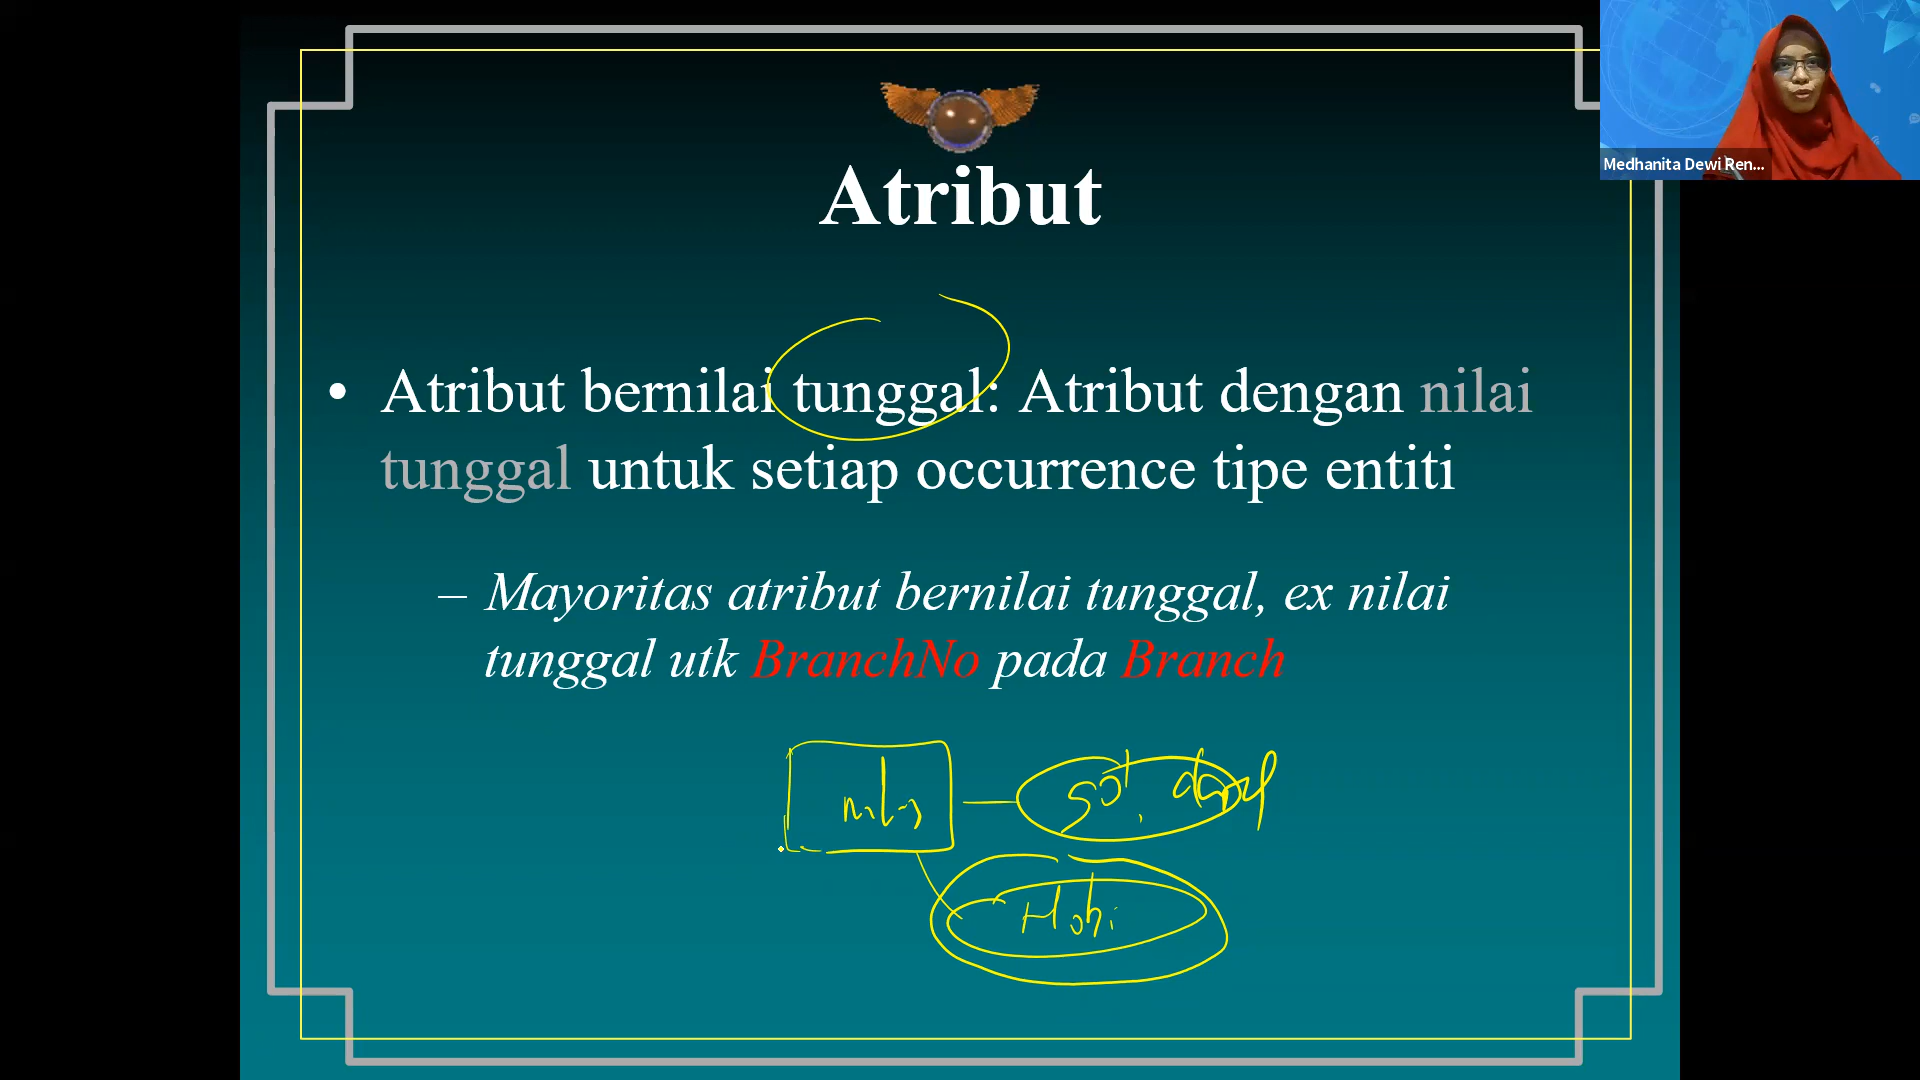 Medhanita Dewi Ren...
Atribut
• Atribut bernilai tunggal: Atribut dengan nilai
tunggal untuk setiap occurrence tipe entiti
– Mayoritas atribut bernilai tunggal, ex nilai
tunggal utk BranchNo pada Branch
Hobi